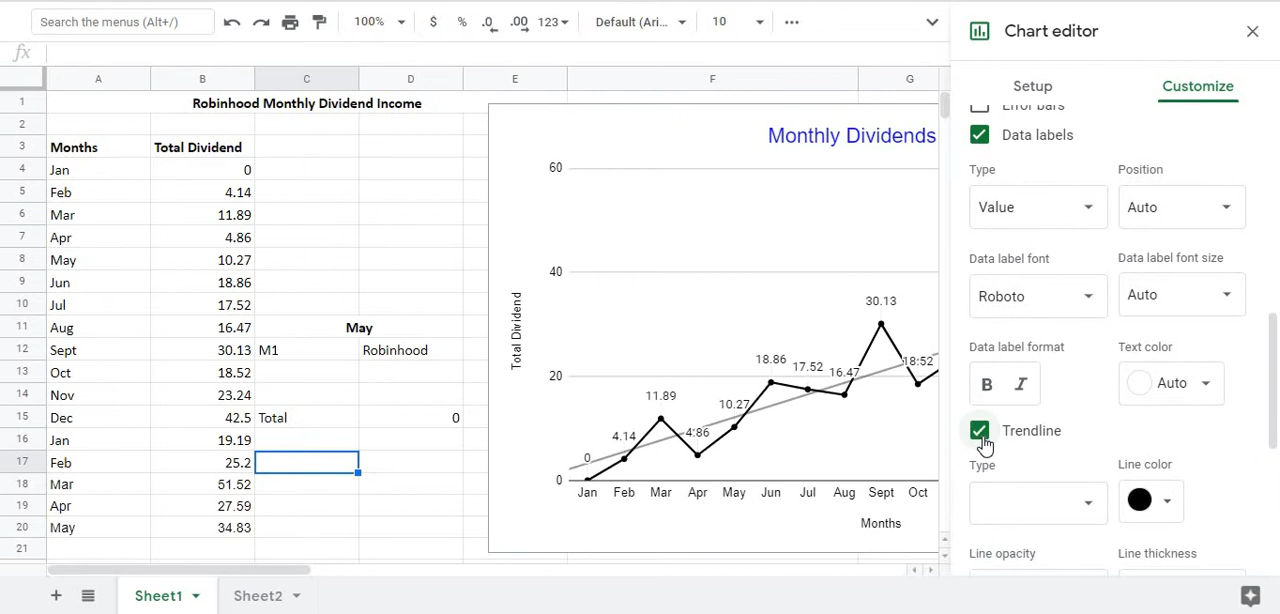 Search the menus (Alt+/)
100%
$
%
.0
.00
123
Default (Ari...
10
fx
A B C D E F G
1 Robinhood Monthly Dividend Income
2
3 Months Total Dividend
4 Jan 0
5 Feb 4.14
6 Mar 11.89
7 Apr 4.86
8 May 10.27
9 Jun 18.86
10 Jul 17.52
11 Aug 16.47 May
12 Sept 30.13 M1 Robinhood
13 Oct 18.52
14 Nov 23.24
15 Dec 42.5 Total 0
16 Jan 19.19
17 Feb 25.2
18 Mar 51.52
19 Apr 27.59
20 May 34.83
21
Monthly Dividends
60
40
20
0
Total Dividend
0
4.14
11.89
4.86
10.27
18.86
17.52
16.47
30.13
18.52
Jan Feb Mar Apr May Jun Jul Aug Sept Oct
Months
Chart editor
Setup Customize
Error bars
Data labels
Type Position
Value Auto
Data label font Data label font size
Roboto Auto
Data label format Text color
B I Auto
Trendline
Type Line color
Line opacity Line thickness
Sheet1 Sheet2